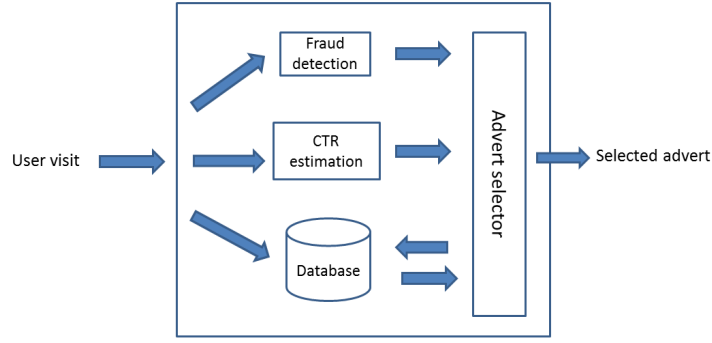 User visit
Fraud
detection
CTR
estimation
Database
Advert selector
Selected advert